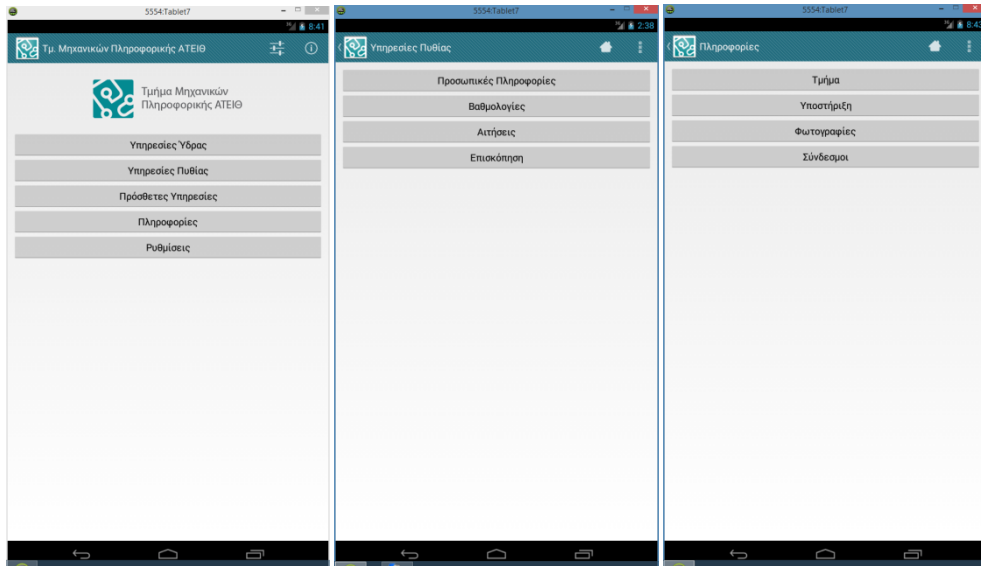 5554:Tablet7
8:41
Τμ. Μηχανικών Πληροφορικής ΑΤΕΙΘ
Τμήμα Μηχανικών
Πληροφορικής ΑΤΕΙΘ
Υπηρεσίες Ύδρας
Υπηρεσίες Πυθίας
Πρόσθετες Υπηρεσίες
Πληροφορίες
Ρυθμίσεις
5554:Tablet7
2:38
Υπηρεσίες Πυθίας
Προσωπικές Πληροφορίες
Βαθμολογίες
Αιτήσεις
Επισκόπηση
5554:Tablet7
8:43
Πληροφορίες
Τμήμα
Υποστήριξη
Φωτογραφίες
Σύνδεσμοι